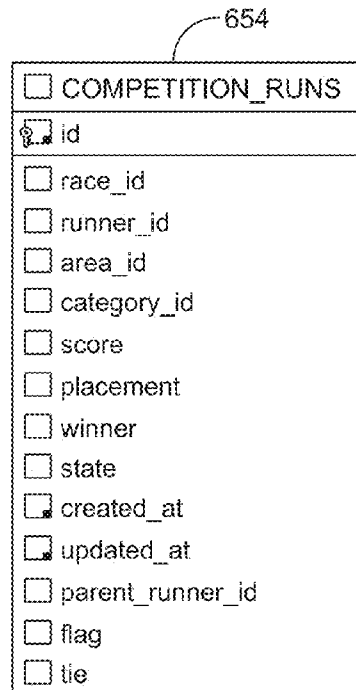 654
COMPETITION_RUNS
id
race_id
runner_id
area_id
category_id
score
placement
winner
state
created_at
updated_at
parent_runner_id
flag
tie